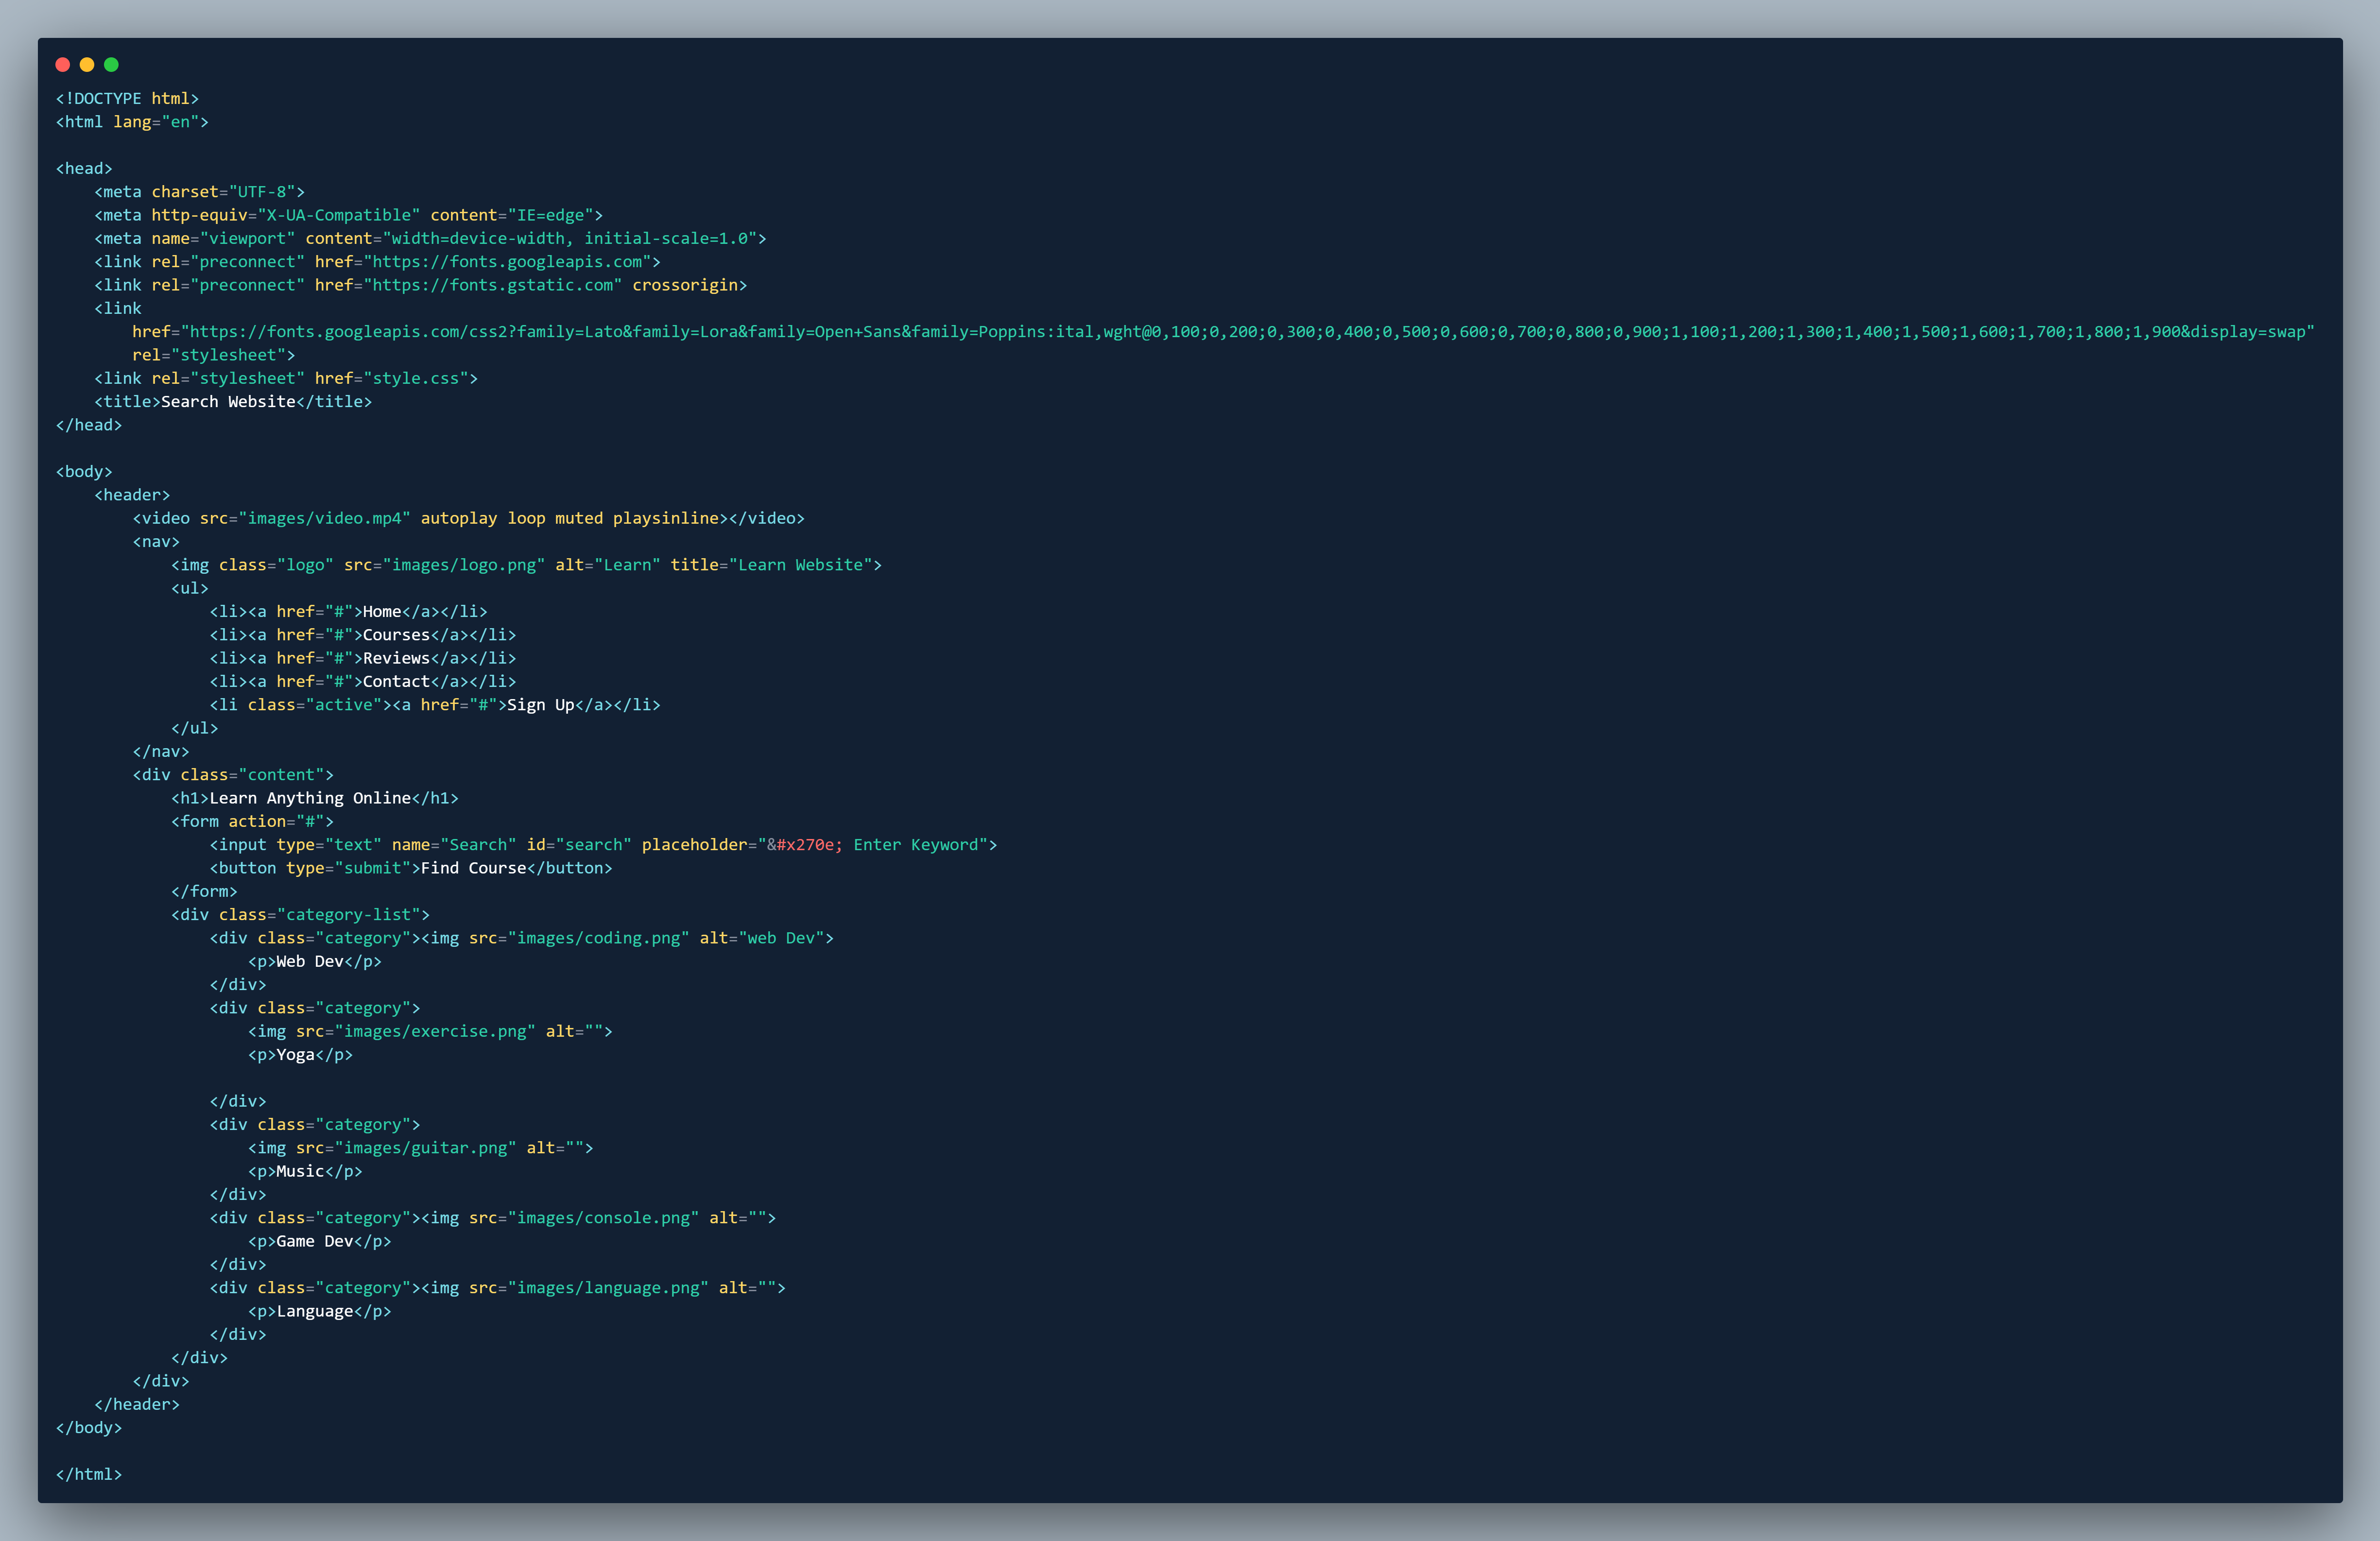 <!DOCTYPE html>
<html lang="en">

<head>
    <meta charset="UTF-8">
    <meta http-equiv="X-UA-Compatible" content="IE=edge">
    <meta name="viewport" content="width=device-width, initial-scale=1.0">
    <link rel="preconnect" href="https://fonts.googleapis.com">
    <link rel="preconnect" href="https://fonts.gstatic.com" crossorigin>
    <link
        href="https://fonts.googleapis.com/css2?family=Lato&family=Lora&family=Open+Sans&family=Poppins:ital,wght@0,100;0,200;0,300;0,400;0,500;0,600;0,700;0,800;0,900;1,100;1,200;1,300;1,400;1,500;1,600;1,700;1,800;1,900&display=swap"
        rel="stylesheet">
    <link rel="stylesheet" href="style.css">
    <title>Search Website</title>
</head>

<body>
    <header>
        <video src="images/video.mp4" autoplay loop muted playsinline></video>
        <nav>
            <img class="logo" src="images/logo.png" alt="Learn" title="Learn Website">
            <ul>
                <li><a href="#">Home</a></li>
                <li><a href="#">Courses</a></li>
                <li><a href="#">Reviews</a></li>
                <li><a href="#">Contact</a></li>
                <li class="active"><a href="#">Sign Up</a></li>
            </ul>
        </nav>
        <div class="content">
            <h1>Learn Anything Online</h1>
            <form action="#">
                <input type="text" name="Search" id="search" placeholder="&#x270e; Enter Keyword">
                <button type="submit">Find Course</button>
            </form>
            <div class="category-list">
                <div class="category"><img src="images/coding.png" alt="web Dev">
                    <p>Web Dev</p>
                </div>
                <div class="category">
                    <img src="images/exercise.png" alt="">
                    <p>Yoga</p>

                </div>
                <div class="category">
                    <img src="images/guitar.png" alt="">
                    <p>Music</p>
                </div>
                <div class="category"><img src="images/console.png" alt="">
                    <p>Game Dev</p>
                </div>
                <div class="category"><img src="images/language.png" alt="">
                    <p>Language</p>
                </div>
            </div>
        </div>
    </header>
</body>

</html>